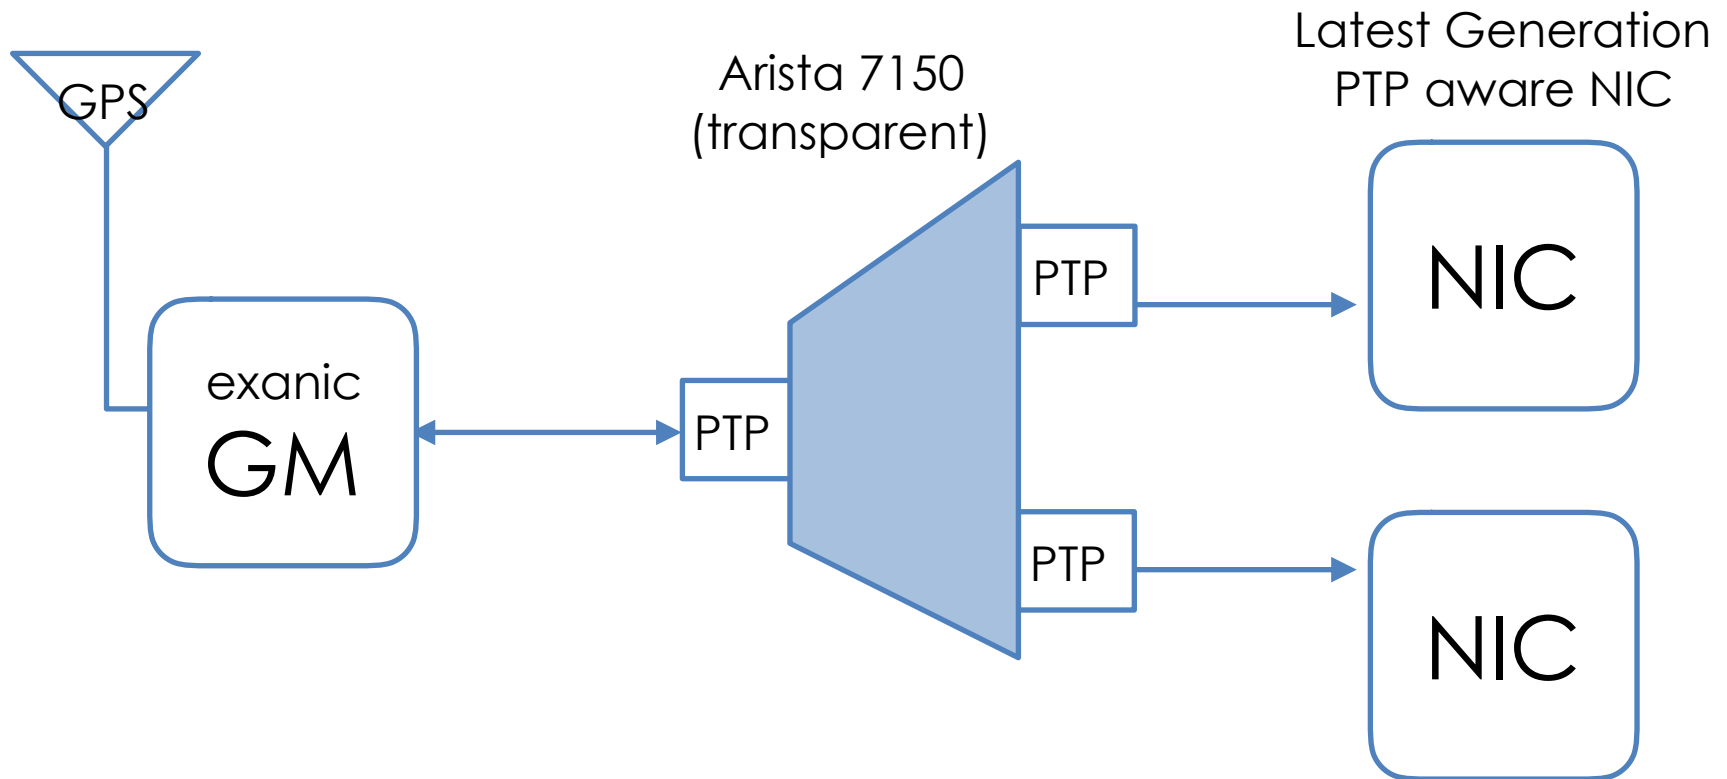 GPS
exanic
GM
PTP
Arista 7150
(transparent)
PTP
PTP
Latest Generation
PTP aware NIC
NIC
NIC